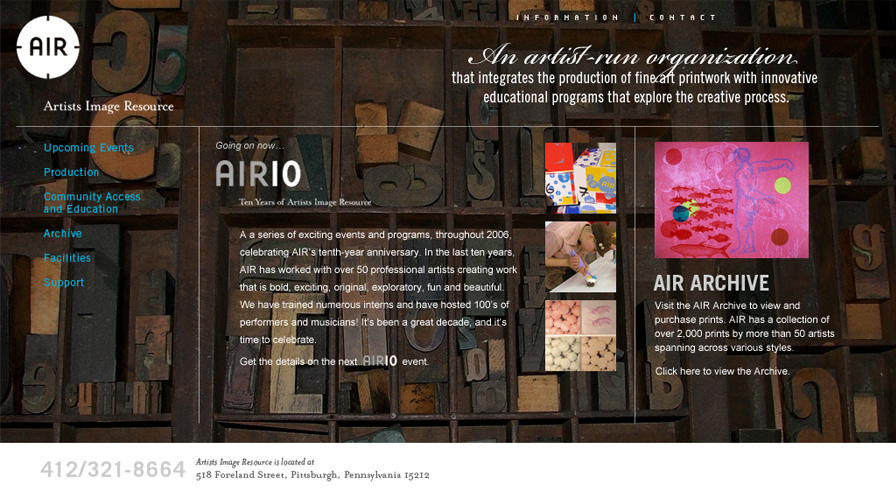 INFORMATION | CONTACT
AIR
Artists Image Resource
An artist-run organization
that integrates the production of fine art printwork with innovative
educational programs that explore the creative process.
Upcoming Events
Production
Community Access
and Education
Archive
Facilities
Support
Going on now...
AIR10
Ten Years of Artists Image Resource
A a series of exciting events and programs, throughout 2006,
celebrating AIR's tenth-year anniversary. In the last ten years,
AIR has worked with over 50 professional artists creating work
that is bold, exciting, original, exploratory, fun and beautiful.
We have trained numerous interns and have hosted 100's of
performers and musicians! It's been a great decade, and it's
time to celebrate.
Get the details on the next AIR10 event.
AIR ARCHIVE
Visit the AIR Archive to view and
purchase prints. AIR has a collection of
over 2,000 prints by more than 50 artists
spanning across various styles.
Click here to view the Archive.
412/321-8664
Artists Image Resource is located at
518 Foreland Street, Pittsburgh, Pennsylvania 15212